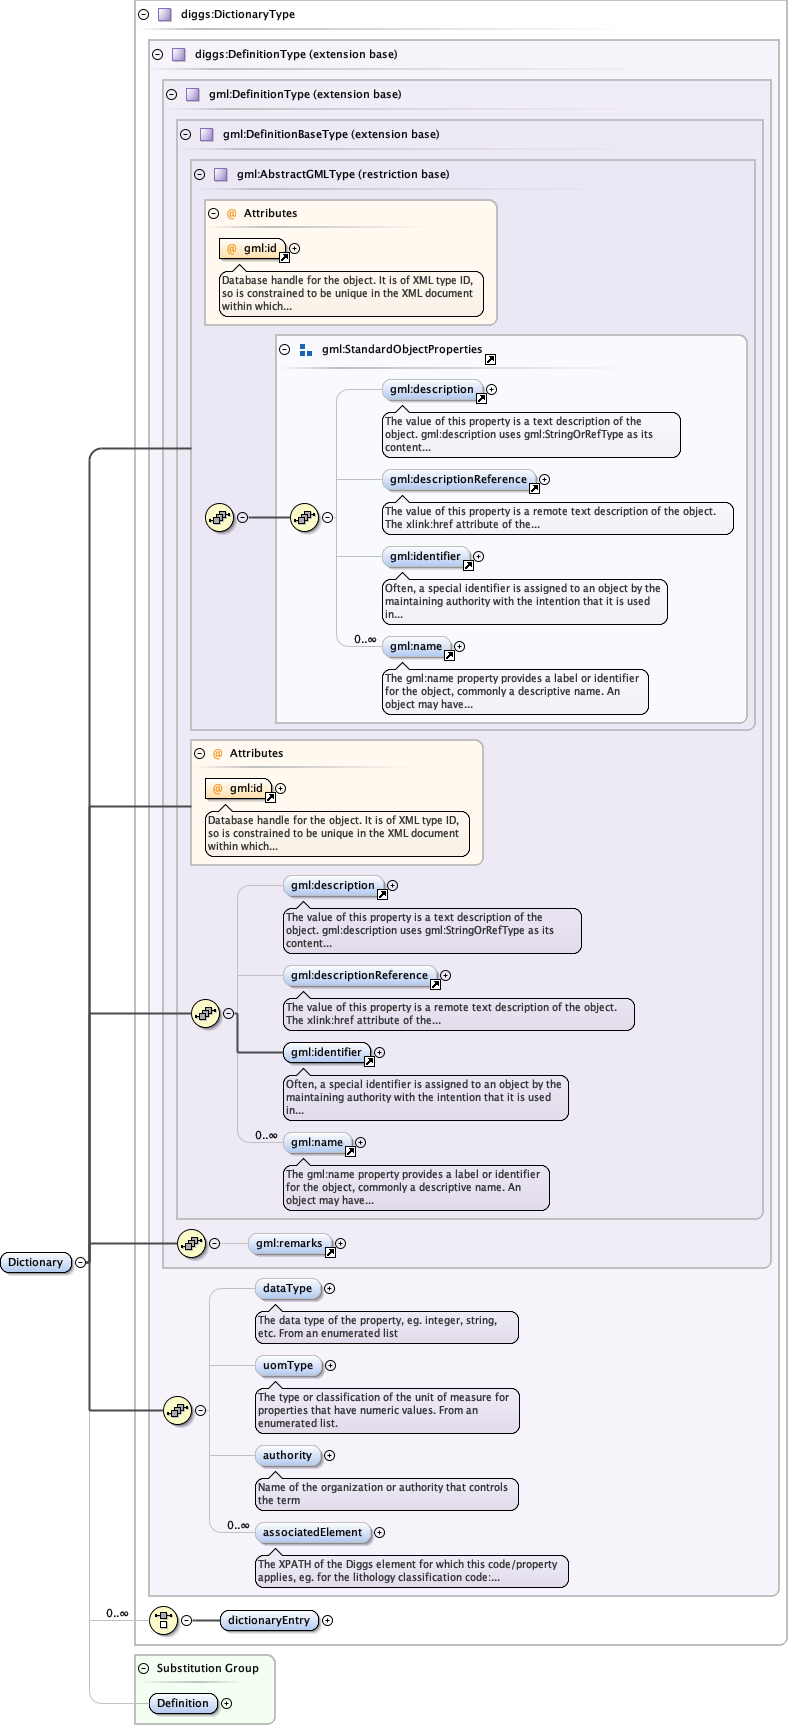 diggs:DictionaryType
diggs:DefinitionType (extension base)
gml:DefinitionType (extension base)
gml:DefinitionBaseType (extension base)
gml:AbstractGMLType (restriction base)
@ Attributes
@ gml:id
Database handle for the object. It is of XML type ID,
so is constrained to be unique in the XML document
within which...
gml:StandardObjectProperties
gml:description
The value of this property is a text description of the
object. gml:description uses gml:StringOrRefType as its
content...
gml:descriptionReference
The value of this property is a remote text description of the object.
The xlink:href attribute of the...
gml:identifier
Often, a special identifier is assigned to an object by the
maintaining authority with the intention that it is used
in...
0..∞
gml:name
The gml:name property provides a label or identifier
for the object, commonly a descriptive name. An
object may have...
@ Attributes
@ gml:id
Database handle for the object. It is of XML type ID,
so is constrained to be unique in the XML document
within which...
gml:description
The value of this property is a text description of the
object. gml:description uses gml:StringOrRefType as its
content...
gml:descriptionReference
The value of this property is a remote text description of the object.
The xlink:href attribute of the...
gml:identifier
Often, a special identifier is assigned to an object by the
maintaining authority with the intention that it is used
in...
0..∞
gml:name
The gml:name property provides a label or identifier
for the object, commonly a descriptive name. An
object may have...
gml:remarks
Dictionary
dataType
The data type of the property, eg. integer, string,
etc. From an enumerated list
uomType
The type or classification of the unit of measure for
properties that have numeric values. From an
enumerated list.
authority
Name of the organization or authority that controls
the term
0..∞
associatedElement
The XPATH of the Diggs element for which this code/property
applies, eg. for the lithology classification code:...
0..∞
dictionaryEntry
Substitution Group
Definition